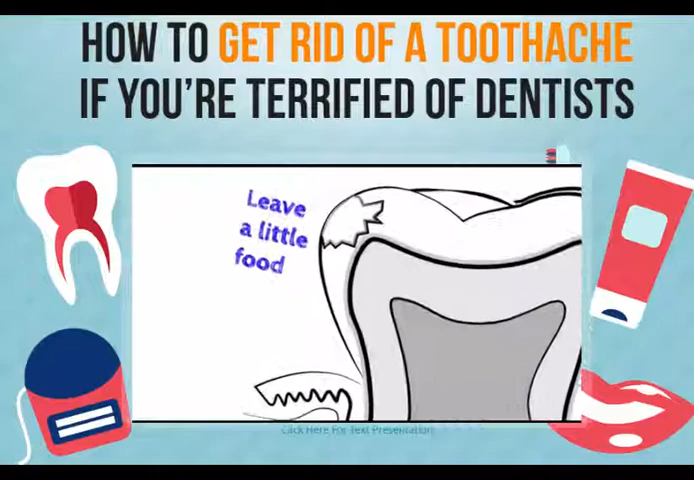 HOW TO GET RID OF A TOOTHACHE
IF YOU'RE TERRIFIED OF DENTISTS
Leave
a little
food
Click Here For Text Presentation